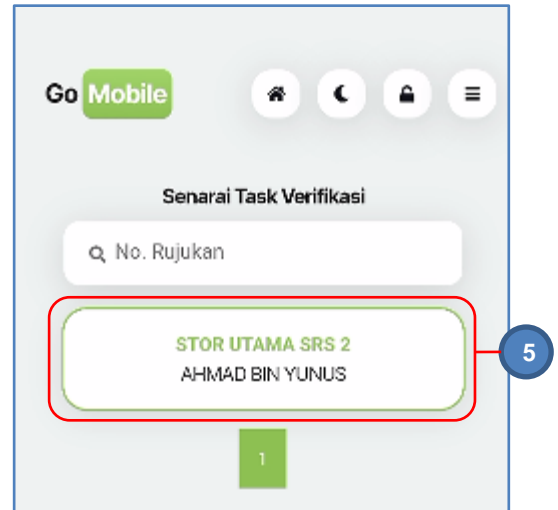 Go Mobile
Senarai Task Verifikasi
No. Rujukan
STOR UTAMA SRS 2
AHMAD BIN YUNUS
5
1